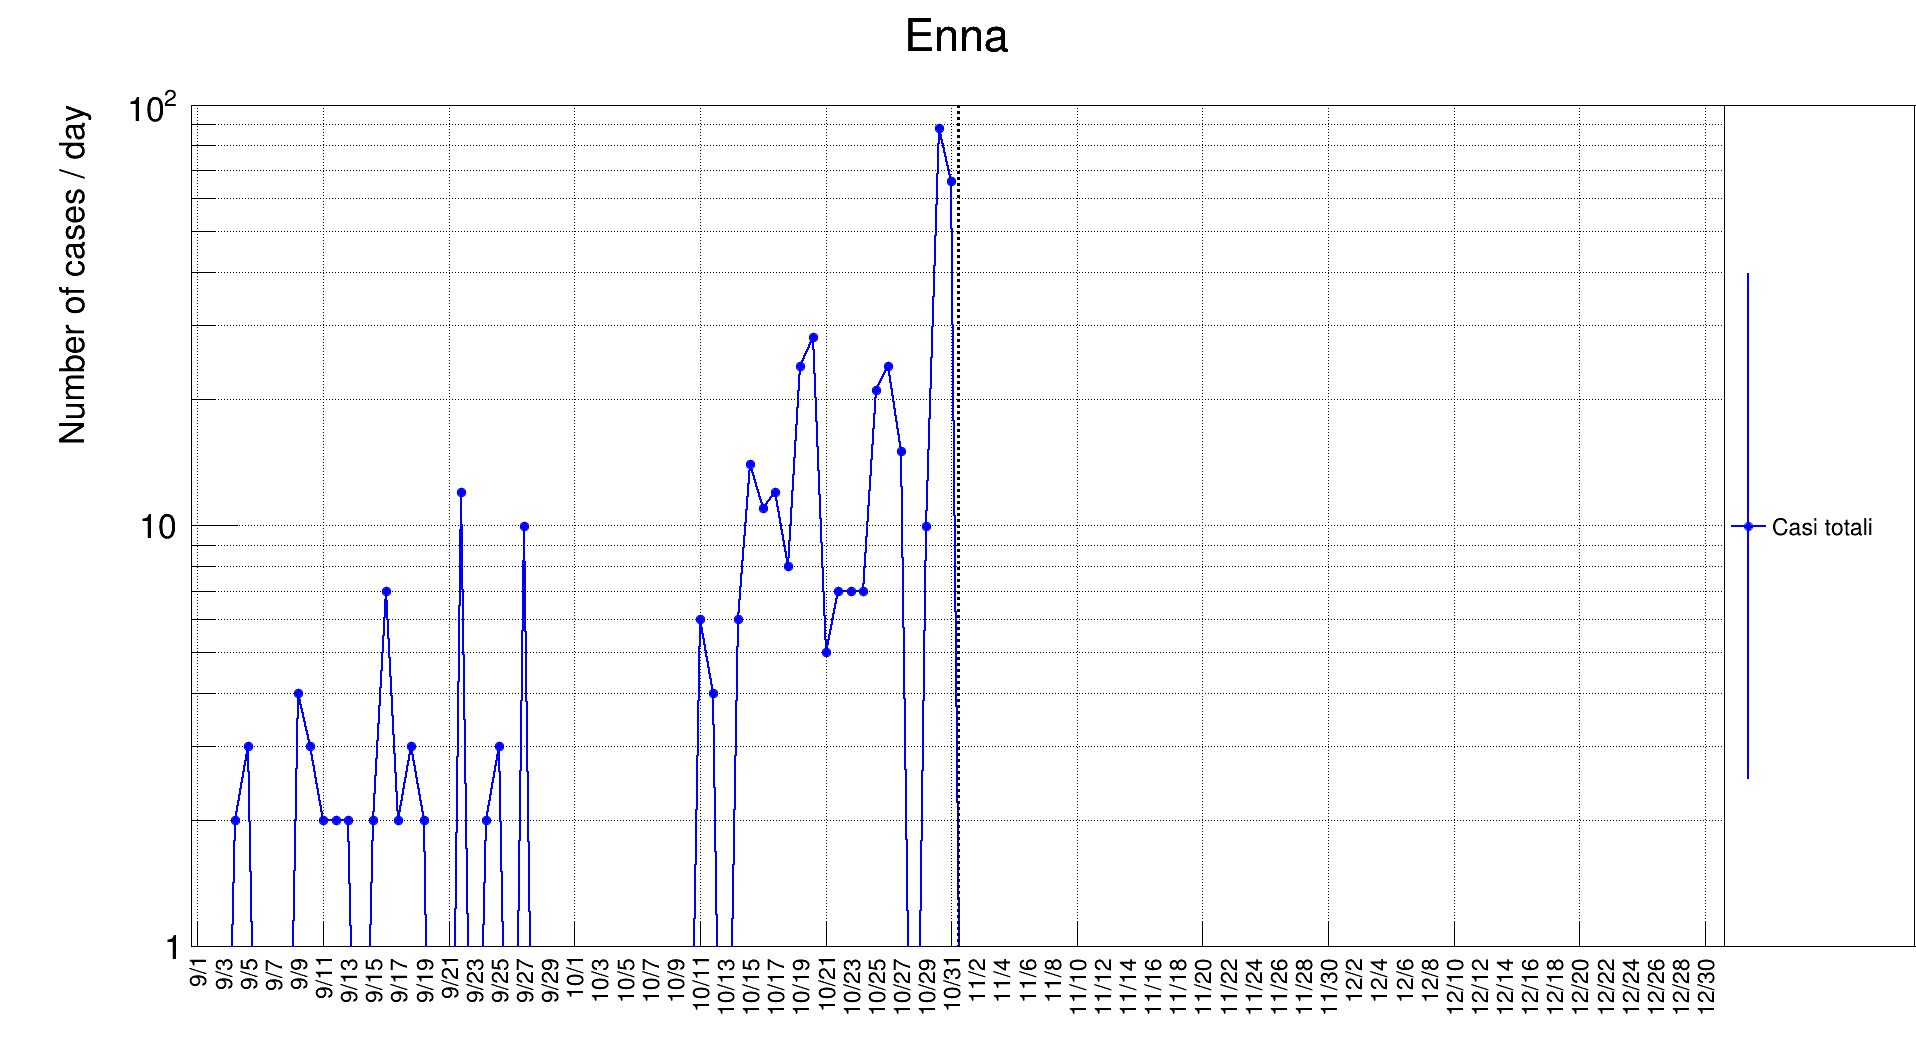 Enna
Number of cases / day
10²
10
1
Casi totali
9/1 9/3 9/5 9/7 9/9 9/11 9/13 9/15 9/17 9/19 9/21 9/23 9/25 9/27 9/29 10/1 10/3 10/5 10/7 10/9 10/11 10/13 10/15 10/17 10/19 10/21 10/23 10/25 10/27 10/29 10/31 11/2 11/4 11/6 11/8 11/10 11/12 11/14 11/16 11/18 11/20 11/22 11/24 11/26 11/28 11/30 12/2 12/4 12/6 12/8 12/10 12/12 12/14 12/16 12/18 12/20 12/22 12/24 12/26 12/28 12/30